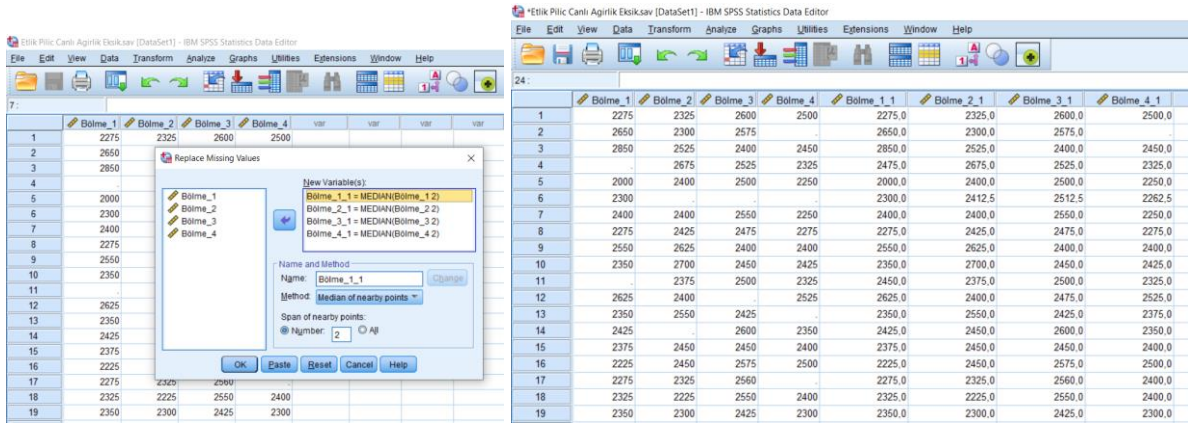 Etlik Pilic Canlı Agirlik Eksik.sav [DataSet1] - IBM SPSS Statistics Data Editor
File Edit View Data Transform Analyze Graphs Utilities Extensions Window Help
7 :
Bölme_1 Bölme_2 Bölme_3 Bölme_4 var var var var
1 2275 2325 2600 2500
2 2650
3 2850
4 .
5 2000
6 2300
7 2400
8 2275
9 2550
10 2350
11 .
12 2625
13 2350
14 2425
15 2375
16 2225
17 2275 2325 2560 .
18 2325 2225 2550 2400
19 2350 2300 2425 2300
Replace Missing Values
New Variable(s):
Bölme_1
Bölme_2
Bölme_3
Bölme_4
Bölme_1_1 = MEDIAN(Bölme_1 2)
Bölme_2_1 = MEDIAN(Bölme_2 2)
Bölme_3_1 = MEDIAN(Bölme_3 2)
Bölme_4_1 = MEDIAN(Bölme_4 2)
Name and Method
Name: Bölme_1_1 Change
Method: Median of nearby points
Span of nearby points:
Number: 2 All
OK Paste Reset Cancel Help
*Etlik Pilic Canlı Agirlik Eksik.sav [DataSet1] - IBM SPSS Statistics Data Editor
File Edit View Data Transform Analyze Graphs Utilities Extensions Window Help
24 :
Bölme_1 Bölme_2 Bölme_3 Bölme_4 Bölme_1_1 Bölme_2_1 Bölme_3_1 Bölme_4_1
1 2275 2325 2600 2500 2275,0 2325,0 2600,0 2500,0
2 2650 2300 2575 . 2650,0 2300,0 2575,0 .
3 2850 2525 2400 2450 2850,0 2525,0 2400,0 2450,0
4 . 2675 2525 2325 2475,0 2675,0 2525,0 2325,0
5 2000 2400 2500 2250 2000,0 2400,0 2500,0 2250,0
6 2300 . . . 2300,0 2412,5 2512,5 2262,5
7 2400 2400 2550 2250 2400,0 2400,0 2550,0 2250,0
8 2275 2425 2475 2275 2275,0 2425,0 2475,0 2275,0
9 2550 2625 2400 2400 2550,0 2625,0 2400,0 2400,0
10 2350 2700 2450 2425 2350,0 2700,0 2450,0 2425,0
11 . 2375 2500 2325 2450,0 2375,0 2500,0 2325,0
12 2625 2400 . 2525 2625,0 2400,0 2475,0 2525,0
13 2350 2550 2425 . 2350,0 2550,0 2425,0 2375,0
14 2425 . 2600 2350 2425,0 2450,0 2600,0 2350,0
15 2375 2450 2450 2400 2375,0 2450,0 2450,0 2400,0
16 2225 2450 2575 2500 2225,0 2450,0 2575,0 2500,0
17 2275 2325 2560 . 2275,0 2325,0 2560,0 2400,0
18 2325 2225 2550 2400 2325,0 2225,0 2550,0 2400,0
19 2350 2300 2425 2300 2350,0 2300,0 2425,0 2300,0